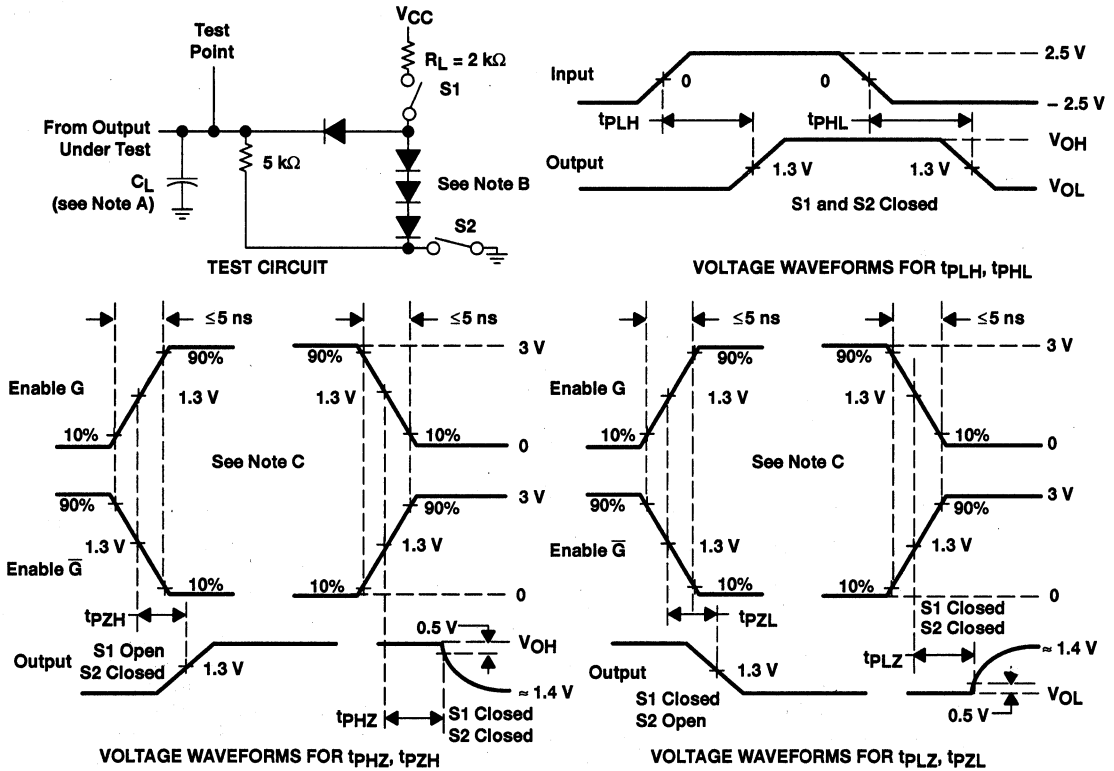 Test
Point
VCC
RL = 2 kΩ
S1
From Output
Under Test
5 kΩ
CL
(see Note A)
See Note B
S2
TEST CIRCUIT
Input
0
0
2.5 V
– 2.5 V
tPLH
tPHL
VOH
Output
1.3 V
1.3 V
VOL
S1 and S2 Closed
VOLTAGE WAVEFORMS FOR tPLH, tPHL
≤5 ns
≤5 ns
90%
90%
3 V
Enable G
1.3 V
1.3 V
10%
10%
0
See Note C
90%
90%
3 V
Enable G̅
1.3 V
1.3 V
10%
10%
0
tPZH
Output
S1 Open
S2 Closed
1.3 V
0.5 V
VOH
≈ 1.4 V
tPHZ
S1 Closed
S2 Closed
VOLTAGE WAVEFORMS FOR tPHZ, tPZH
≤5 ns
≤5 ns
90%
90%
3 V
Enable G
1.3 V
1.3 V
10%
10%
0
See Note C
90%
90%
3 V
Enable G̅
1.3 V
1.3 V
10%
10%
0
tPZL
S1 Closed
S2 Closed
Output
1.3 V
tPLZ
≈ 1.4 V
S1 Closed
S2 Open
0.5 V
VOL
VOLTAGE WAVEFORMS FOR tPLZ, tPZL